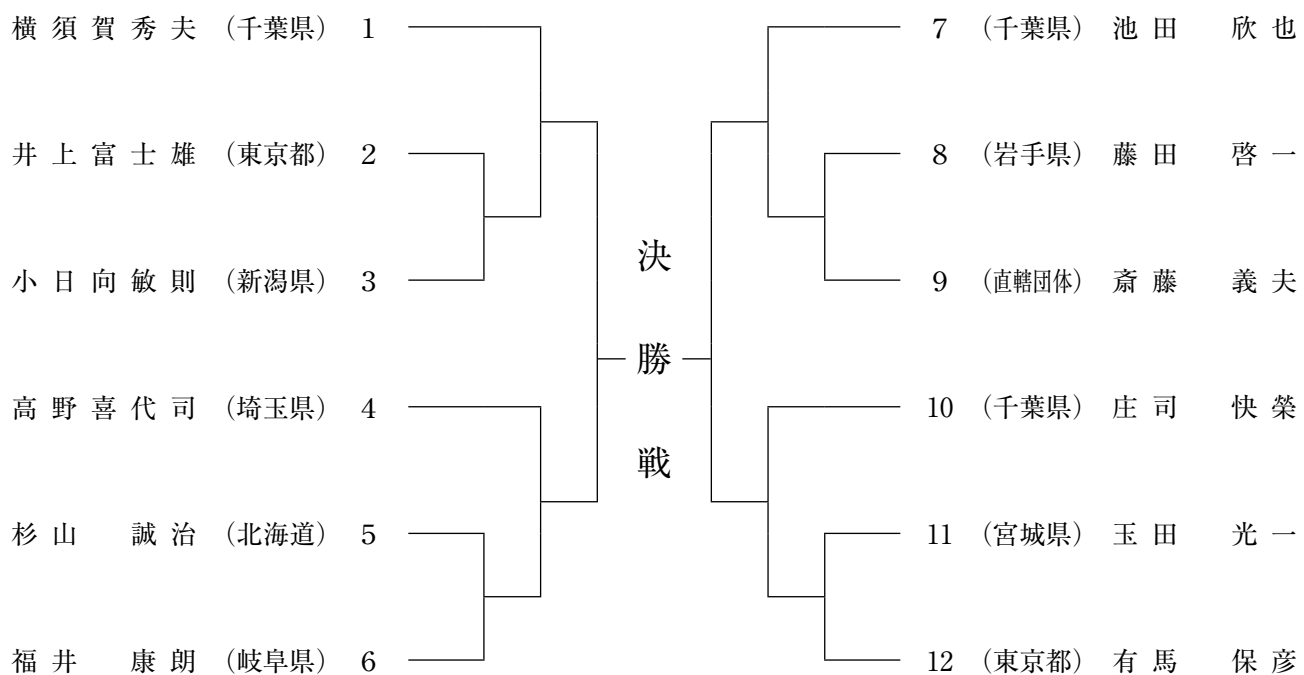 横須賀秀夫 (千葉県) 1
井上富士雄 (東京都) 2
小日向敏則 (新潟県) 3
高野喜代司 (埼玉県) 4
杉山 誠治 (北海道) 5
福井 康朗 (岐阜県) 6
決勝戦
7 (千葉県) 池田 欣也
8 (岩手県) 藤田 啓一
9 (直轄団体) 斎藤 義夫
10 (千葉県) 庄司 快榮
11 (宮城県) 玉田 光一
12 (東京都) 有馬 保彦